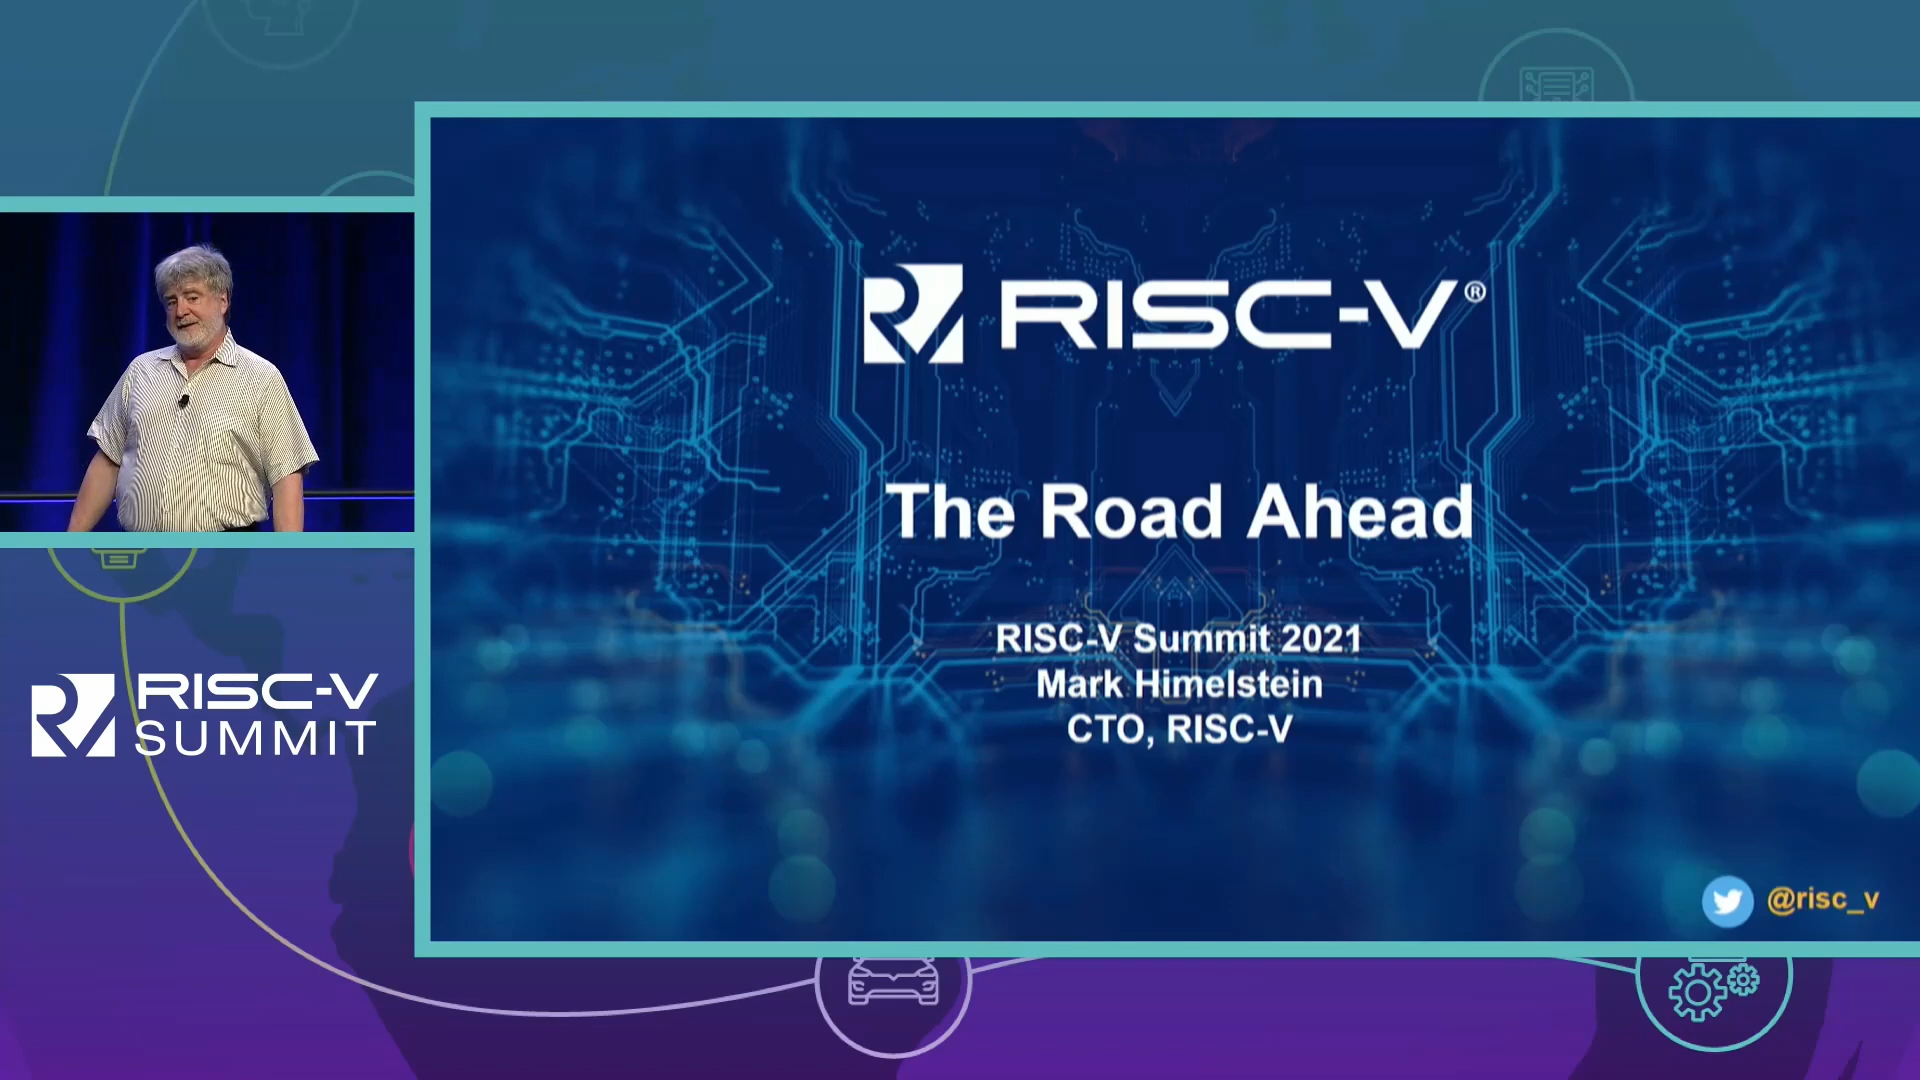 RISC-V®
The Road Ahead
RISC-V Summit 2021
Mark Himelstein
CTO, RISC-V
@risc_v
RISC-V
SUMMIT